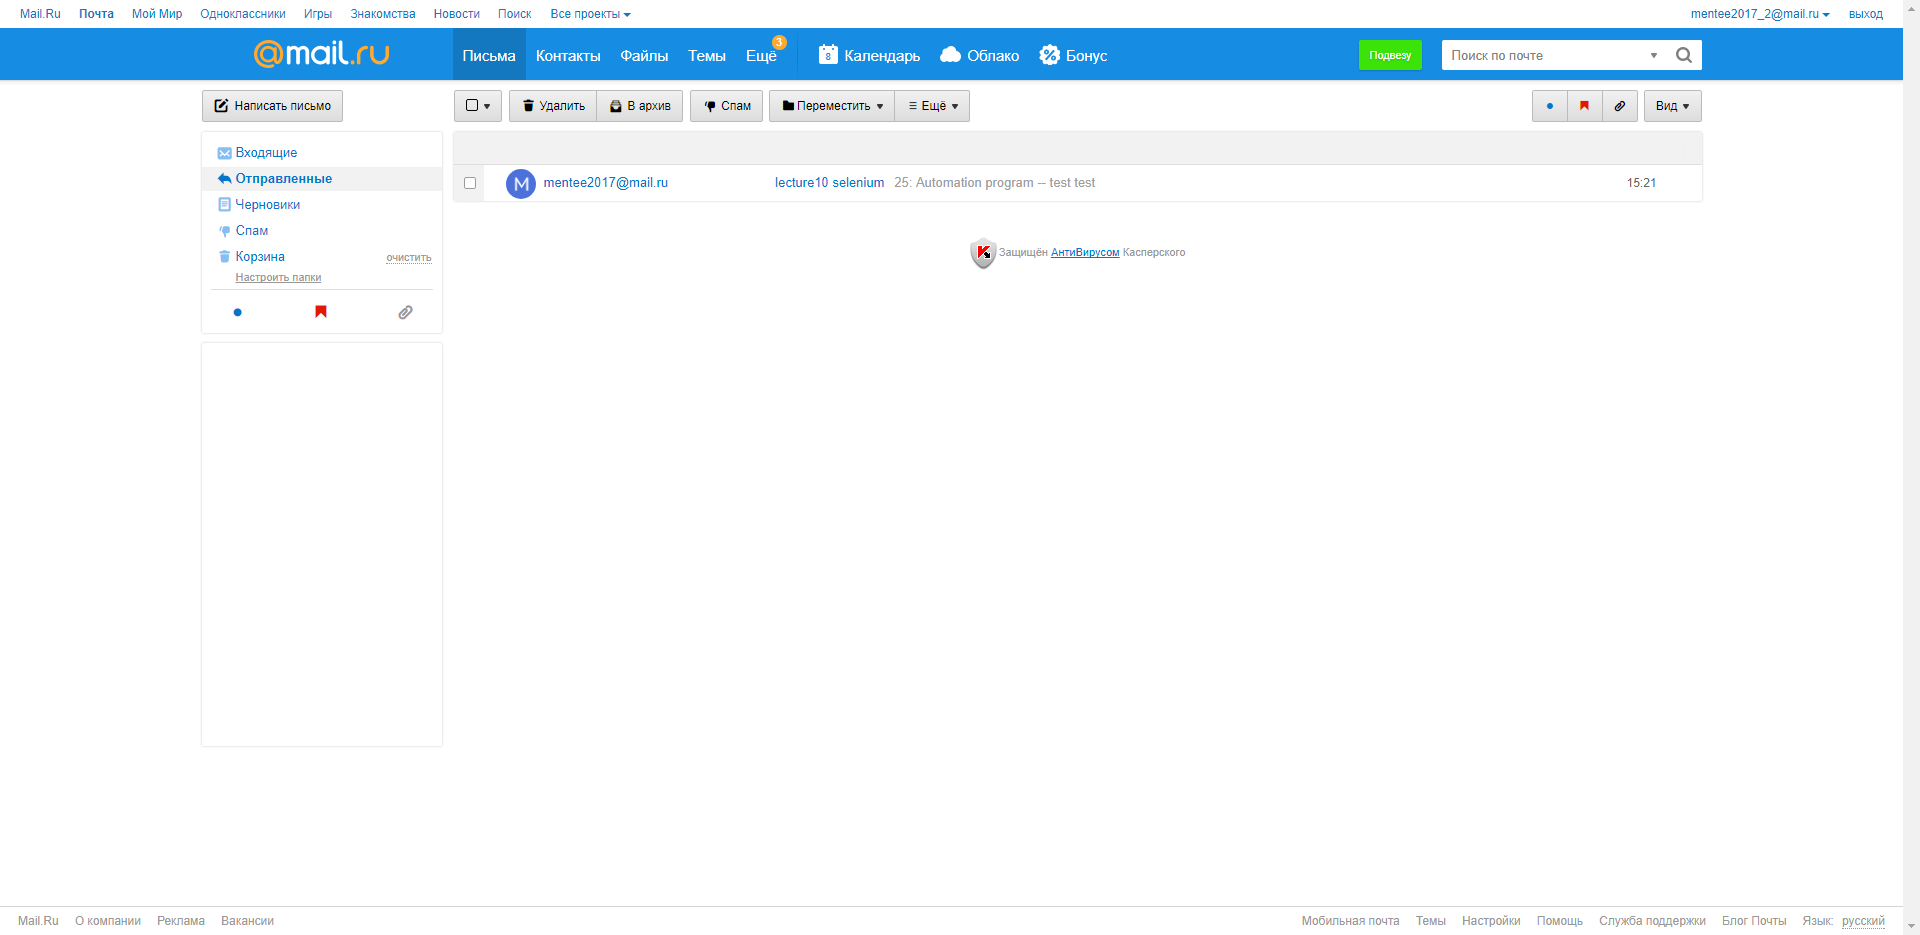 Mail.Ru Почта Мой Мир Одноклассники Игры Знакомства Новости Поиск Все проекты mentee2017_2@mail.ru выход
@mail.ru Письма Контакты Файлы Темы Ещё 3 8 Календарь Облако Бонус Подвезу Поиск по почте
Написать письмо Удалить В архив Спам Переместить Ещё Вид
Входящие
Отправленные
Черновики
Спам
Корзина очистить
Настроить папки
M mentee2017@mail.ru lecture10 selenium 25: Automation program -- test test 15:21
Защищён АнтиВирусом Касперского
Mail.Ru О компании Реклама Вакансии Мобильная почта Темы Настройки Помощь Служба поддержки Блог Почты Язык: русский